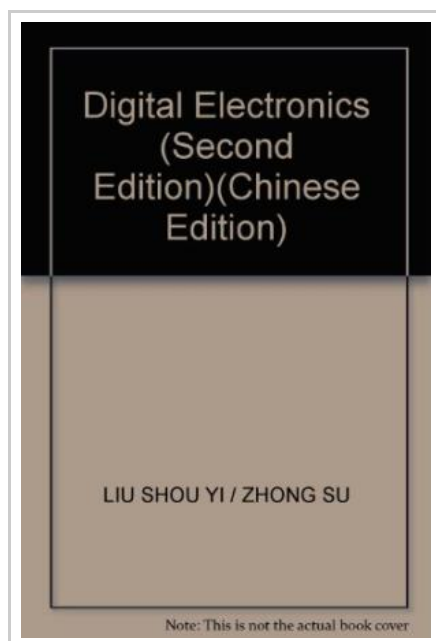 Digital Electronics
(Second
Edition)(Chinese
Edition)
LIU SHOU YI / ZHONG SU
Note: This is not the actual book cover